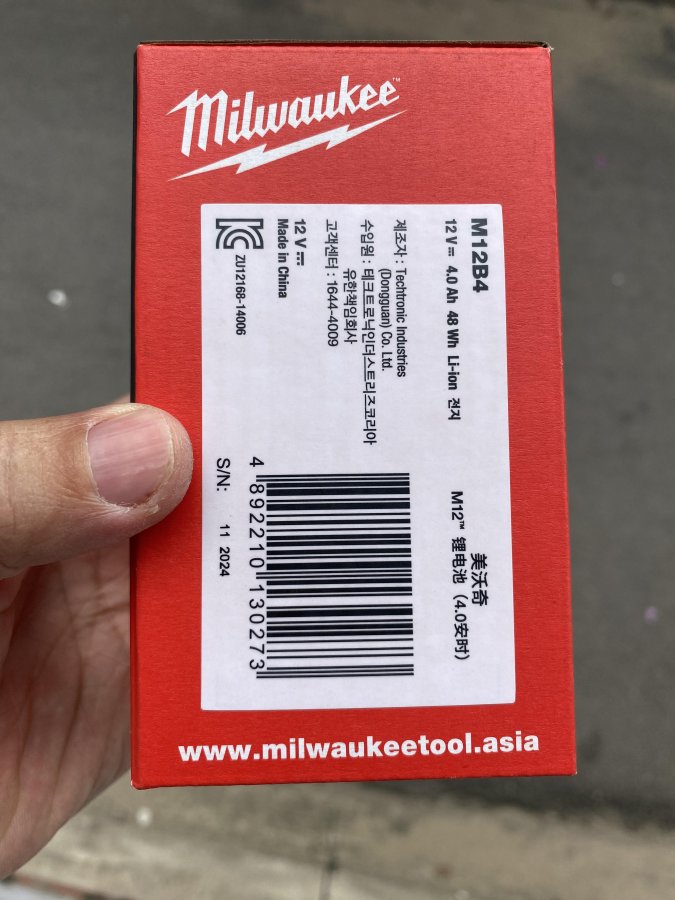 Milwaukee™
M12B4
12 V⎓ 4.0 Ah 48 Wh Li-ion 전지
제조자 : Techtronic Industries
(Dongguan) Co. Ltd.
수입원 : 테크트로닉인더스트리즈코리아
유한책임회사
고객센터 : 1644-4009
12 V⎓
Made in China
ZU12168-14006
美沃奇
M12™ 锂电池（4.0安时）
4 892210 130273
S/N: 11 2024
www.milwaukeetool.asia